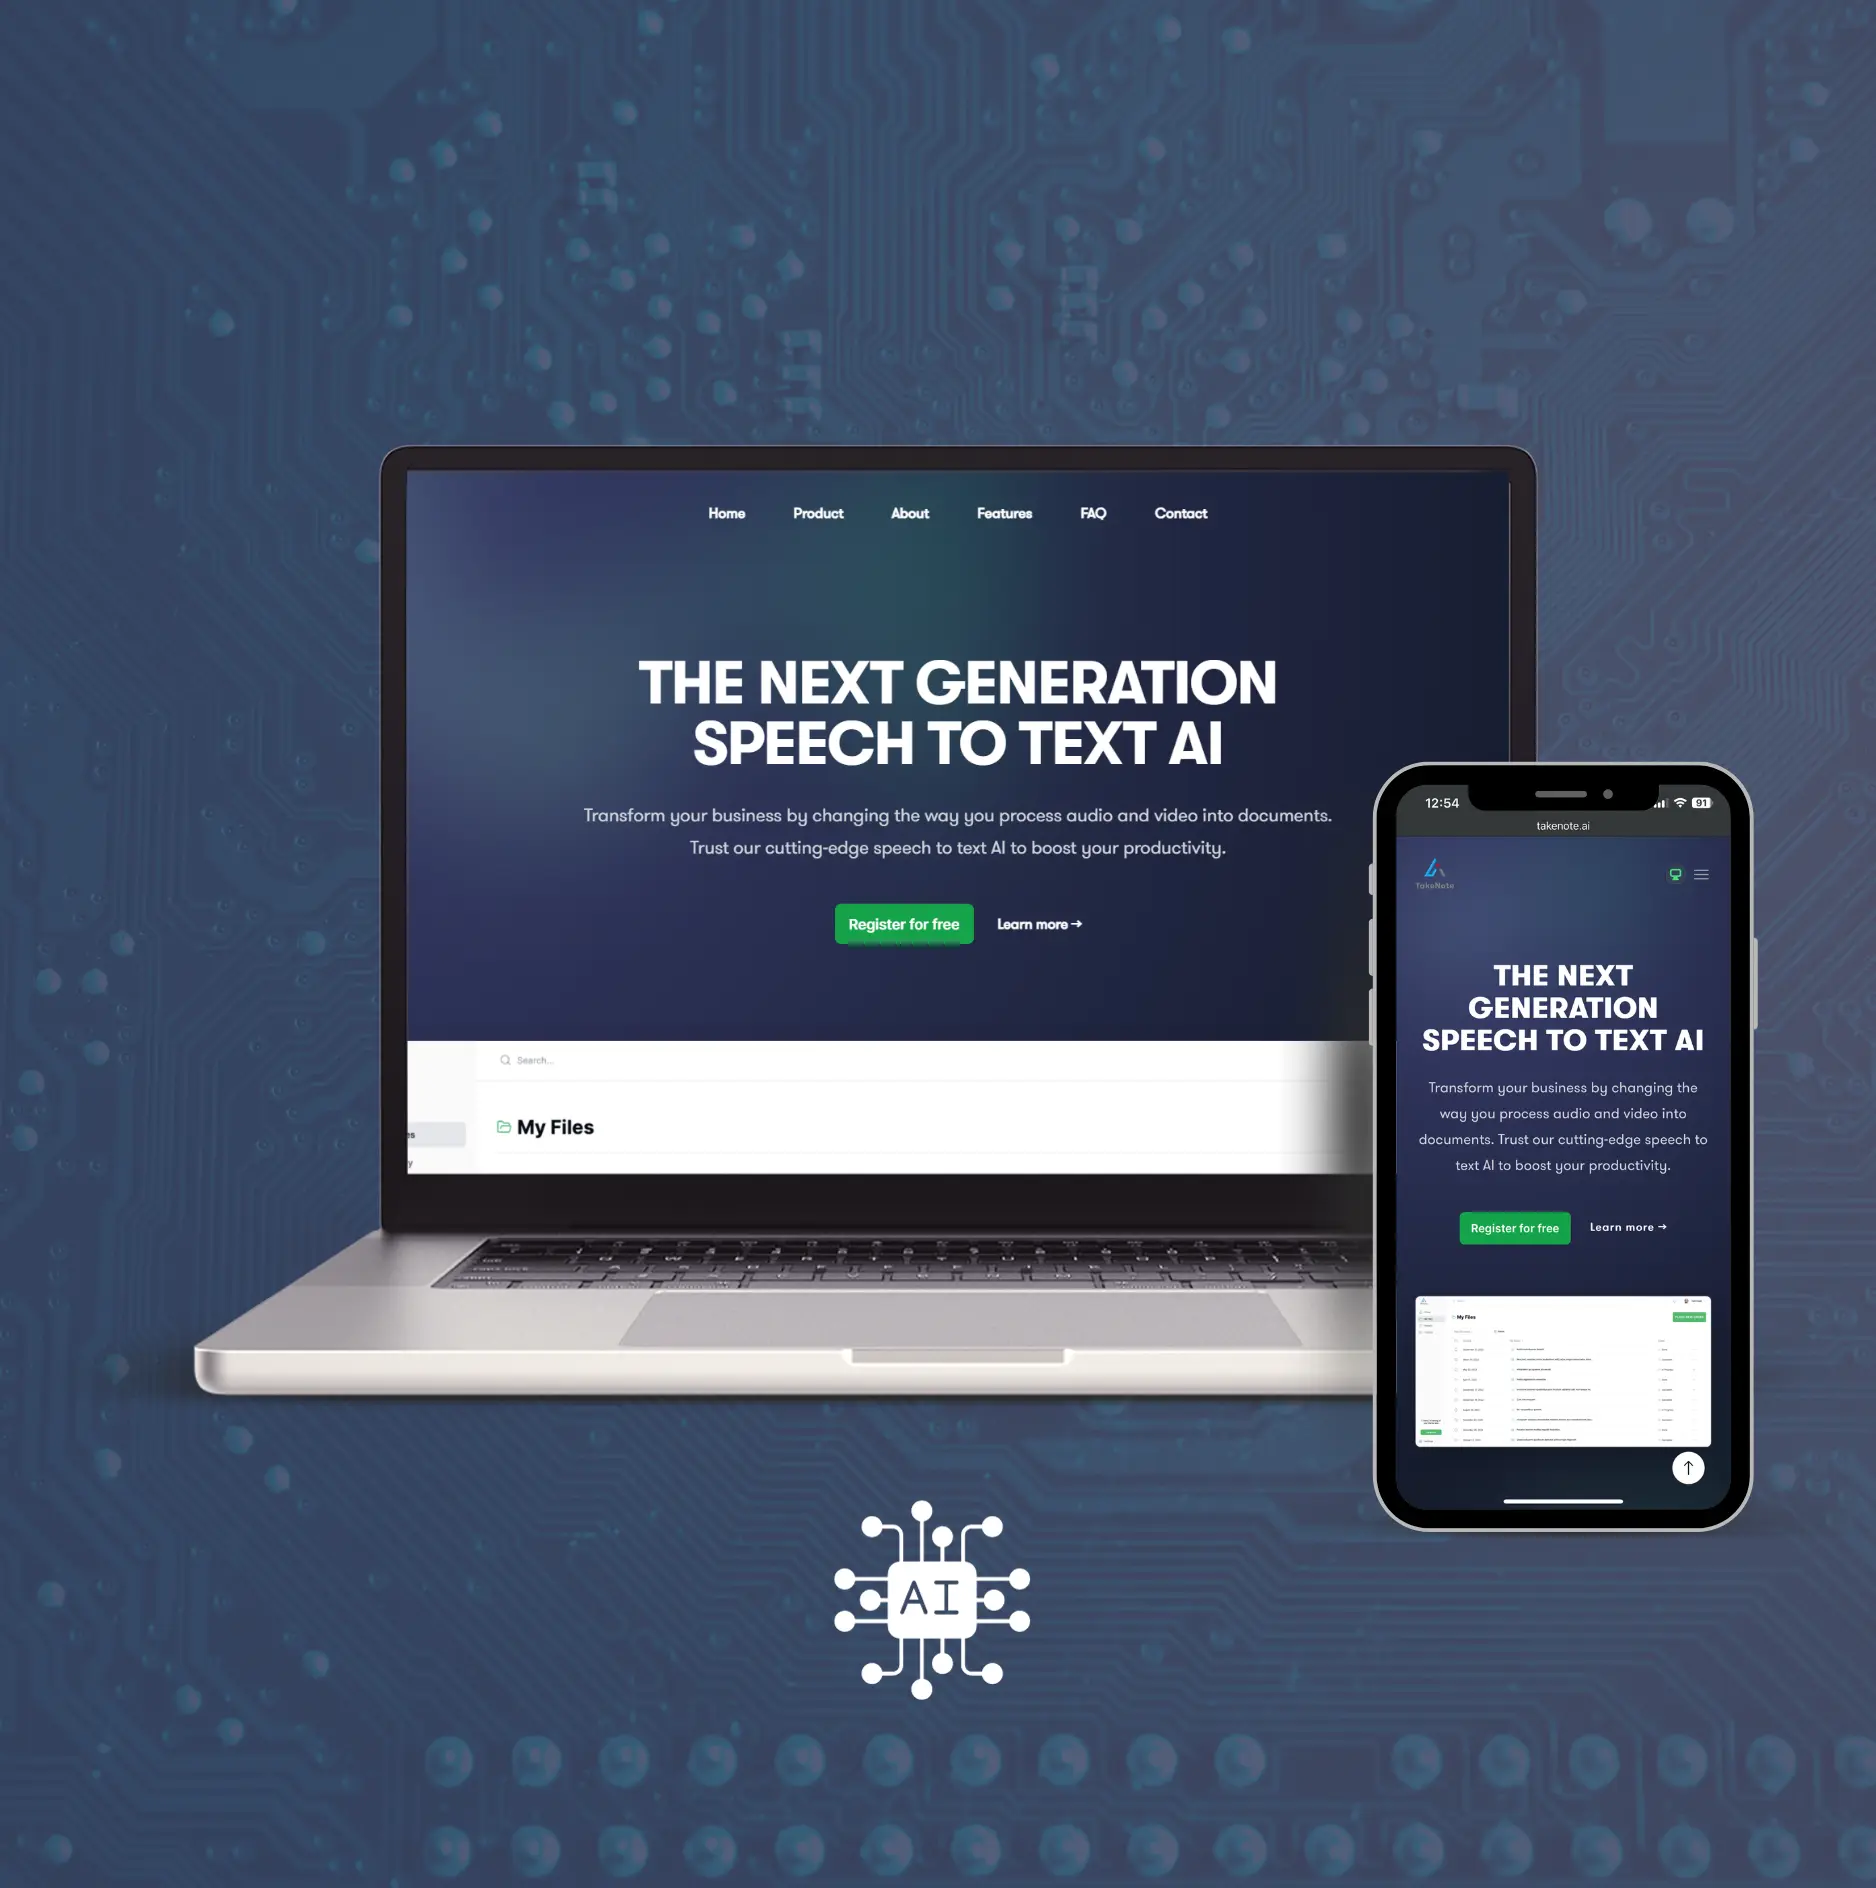 Home Product About Features FAQ Contact
THE NEXT GENERATION
SPEECH TO TEXT AI
Transform your business by changing the way you process audio and video into documents.
Trust our cutting-edge speech to text AI to boost your productivity.
Register for free Learn more →
Search...
My Files
es
y
12:54 91
takenote.ai
TakeNote
THE NEXT
GENERATION
SPEECH TO TEXT AI
Transform your business by changing the
way you process audio and video into
documents. Trust our cutting-edge speech to
text AI to boost your productivity.
Register for free Learn more →
My Files
AI